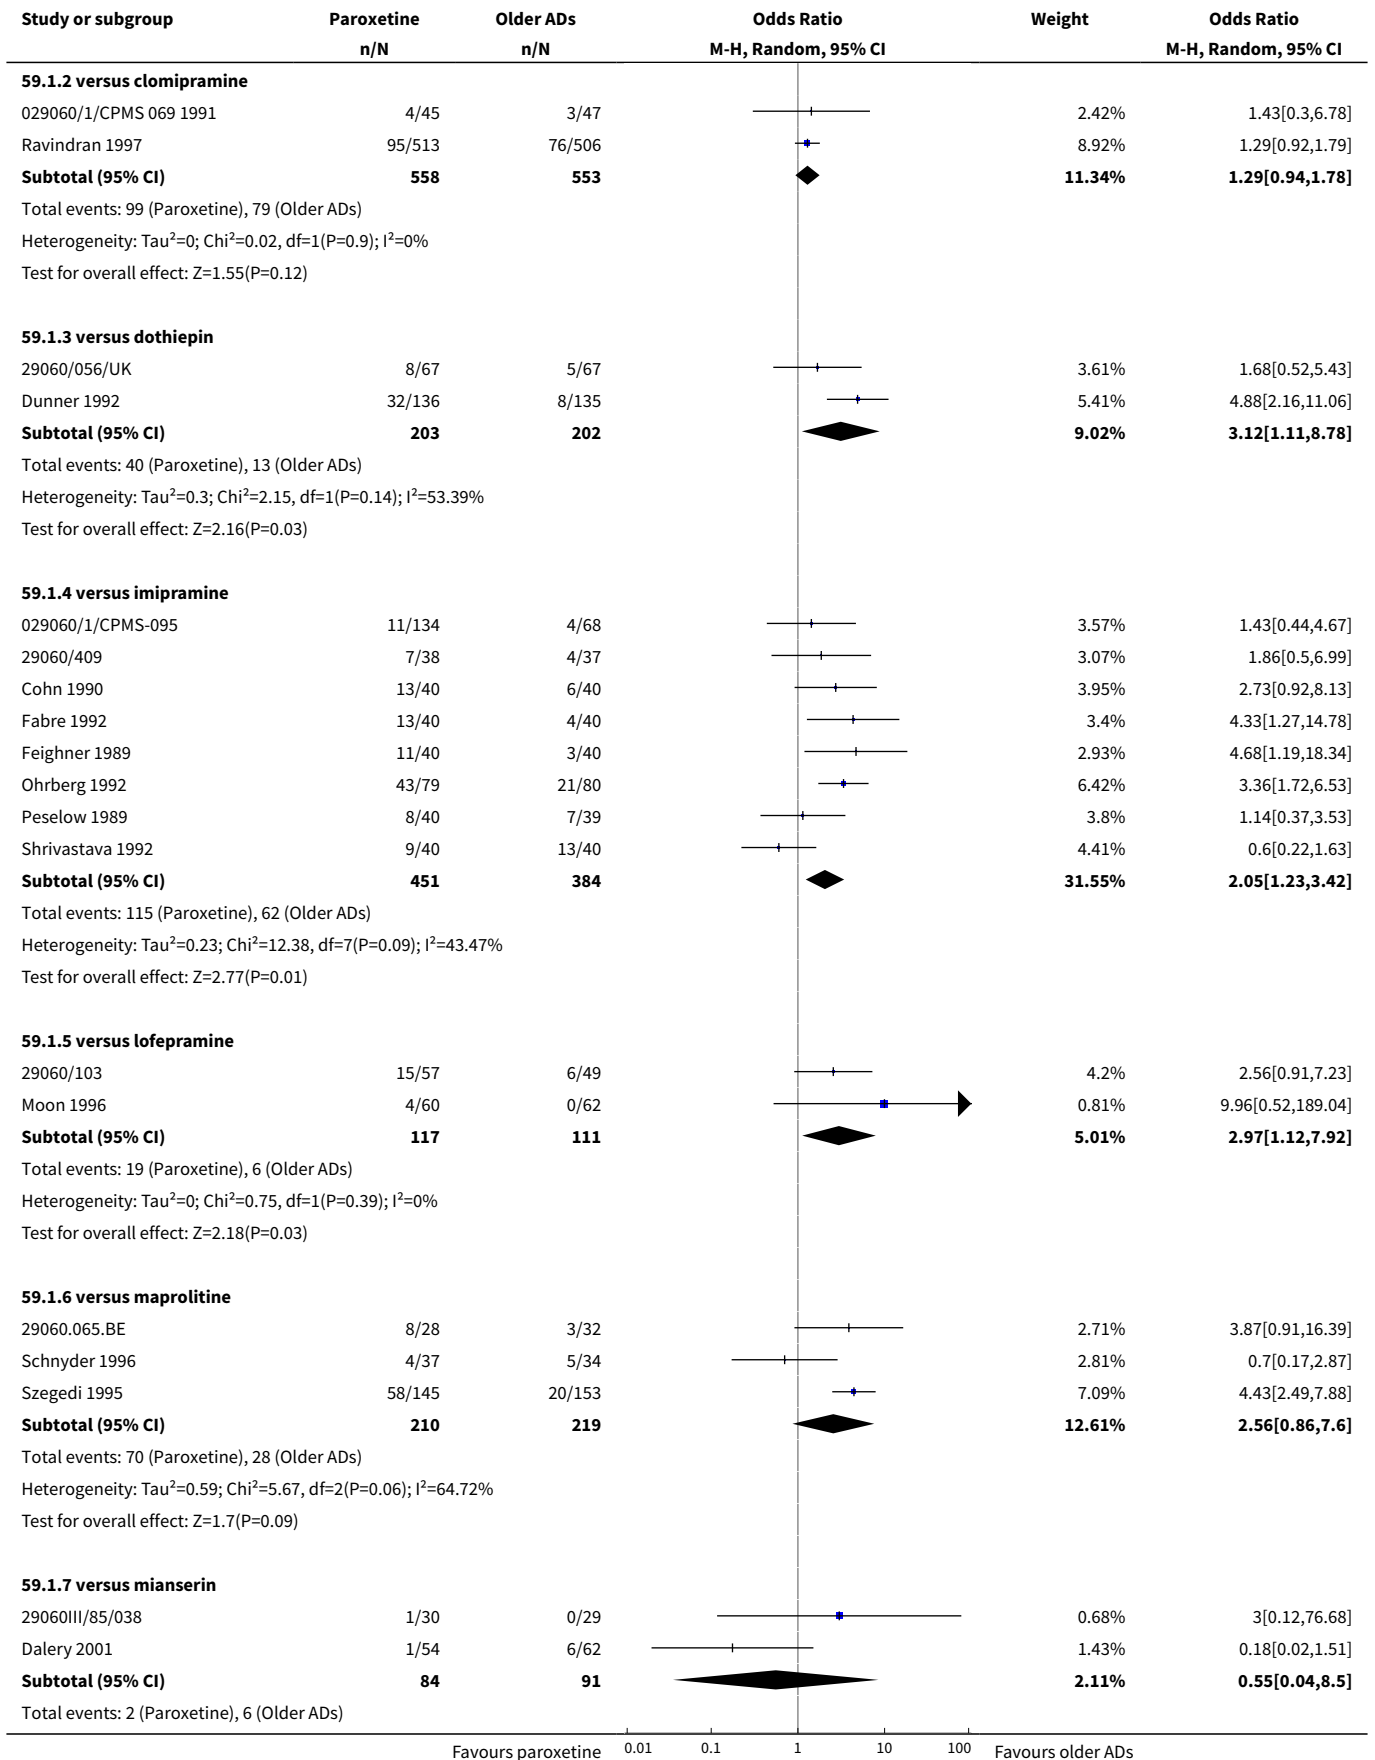 Study or subgroup Paroxetine Older ADs Odds Ratio Weight Odds Ratio
n/N n/N M-H, Random, 95% CI M-H, Random, 95% CI
59.1.2 versus clomipramine
029060/1/CPMS 069 1991 4/45 3/47 2.42% 1.43[0.3,6.78]
Ravindran 1997 95/513 76/506 8.92% 1.29[0.92,1.79]
Subtotal (95% CI) 558 553 11.34% 1.29[0.94,1.78]
Total events: 99 (Paroxetine), 79 (Older ADs)
Heterogeneity: Tau²=0; Chi²=0.02, df=1(P=0.9); I²=0%
Test for overall effect: Z=1.55(P=0.12)
59.1.3 versus dothiepin
29060/056/UK 8/67 5/67 3.61% 1.68[0.52,5.43]
Dunner 1992 32/136 8/135 5.41% 4.88[2.16,11.06]
Subtotal (95% CI) 203 202 9.02% 3.12[1.11,8.78]
Total events: 40 (Paroxetine), 13 (Older ADs)
Heterogeneity: Tau²=0.3; Chi²=2.15, df=1(P=0.14); I²=53.39%
Test for overall effect: Z=2.16(P=0.03)
59.1.4 versus imipramine
029060/1/CPMS-095 11/134 4/68 3.57% 1.43[0.44,4.67]
29060/409 7/38 4/37 3.07% 1.86[0.5,6.99]
Cohn 1990 13/40 6/40 3.95% 2.73[0.92,8.13]
Fabre 1992 13/40 4/40 3.4% 4.33[1.27,14.78]
Feighner 1989 11/40 3/40 2.93% 4.68[1.19,18.34]
Ohrberg 1992 43/79 21/80 6.42% 3.36[1.72,6.53]
Peselow 1989 8/40 7/39 3.8% 1.14[0.37,3.53]
Shrivastava 1992 9/40 13/40 4.41% 0.6[0.22,1.63]
Subtotal (95% CI) 451 384 31.55% 2.05[1.23,3.42]
Total events: 115 (Paroxetine), 62 (Older ADs)
Heterogeneity: Tau²=0.23; Chi²=12.38, df=7(P=0.09); I²=43.47%
Test for overall effect: Z=2.77(P=0.01)
59.1.5 versus lofepramine
29060/103 15/57 6/49 4.2% 2.56[0.91,7.23]
Moon 1996 4/60 0/62 0.81% 9.96[0.52,189.04]
Subtotal (95% CI) 117 111 5.01% 2.97[1.12,7.92]
Total events: 19 (Paroxetine), 6 (Older ADs)
Heterogeneity: Tau²=0; Chi²=0.75, df=1(P=0.39); I²=0%
Test for overall effect: Z=2.18(P=0.03)
59.1.6 versus maprolitine
29060.065.BE 8/28 3/32 2.71% 3.87[0.91,16.39]
Schnyder 1996 4/37 5/34 2.81% 0.7[0.17,2.87]
Szegedi 1995 58/145 20/153 7.09% 4.43[2.49,7.88]
Subtotal (95% CI) 210 219 12.61% 2.56[0.86,7.6]
Total events: 70 (Paroxetine), 28 (Older ADs)
Heterogeneity: Tau²=0.59; Chi²=5.67, df=2(P=0.06); I²=64.72%
Test for overall effect: Z=1.7(P=0.09)
59.1.7 versus mianserin
29060III/85/038 1/30 0/29 0.68% 3[0.12,76.68]
Dalery 2001 1/54 6/62 1.43% 0.18[0.02,1.51]
Subtotal (95% CI) 84 91 2.11% 0.55[0.04,8.5]
Total events: 2 (Paroxetine), 6 (Older ADs)
Favours paroxetine 0.01 0.1 1 10 100 Favours older ADs